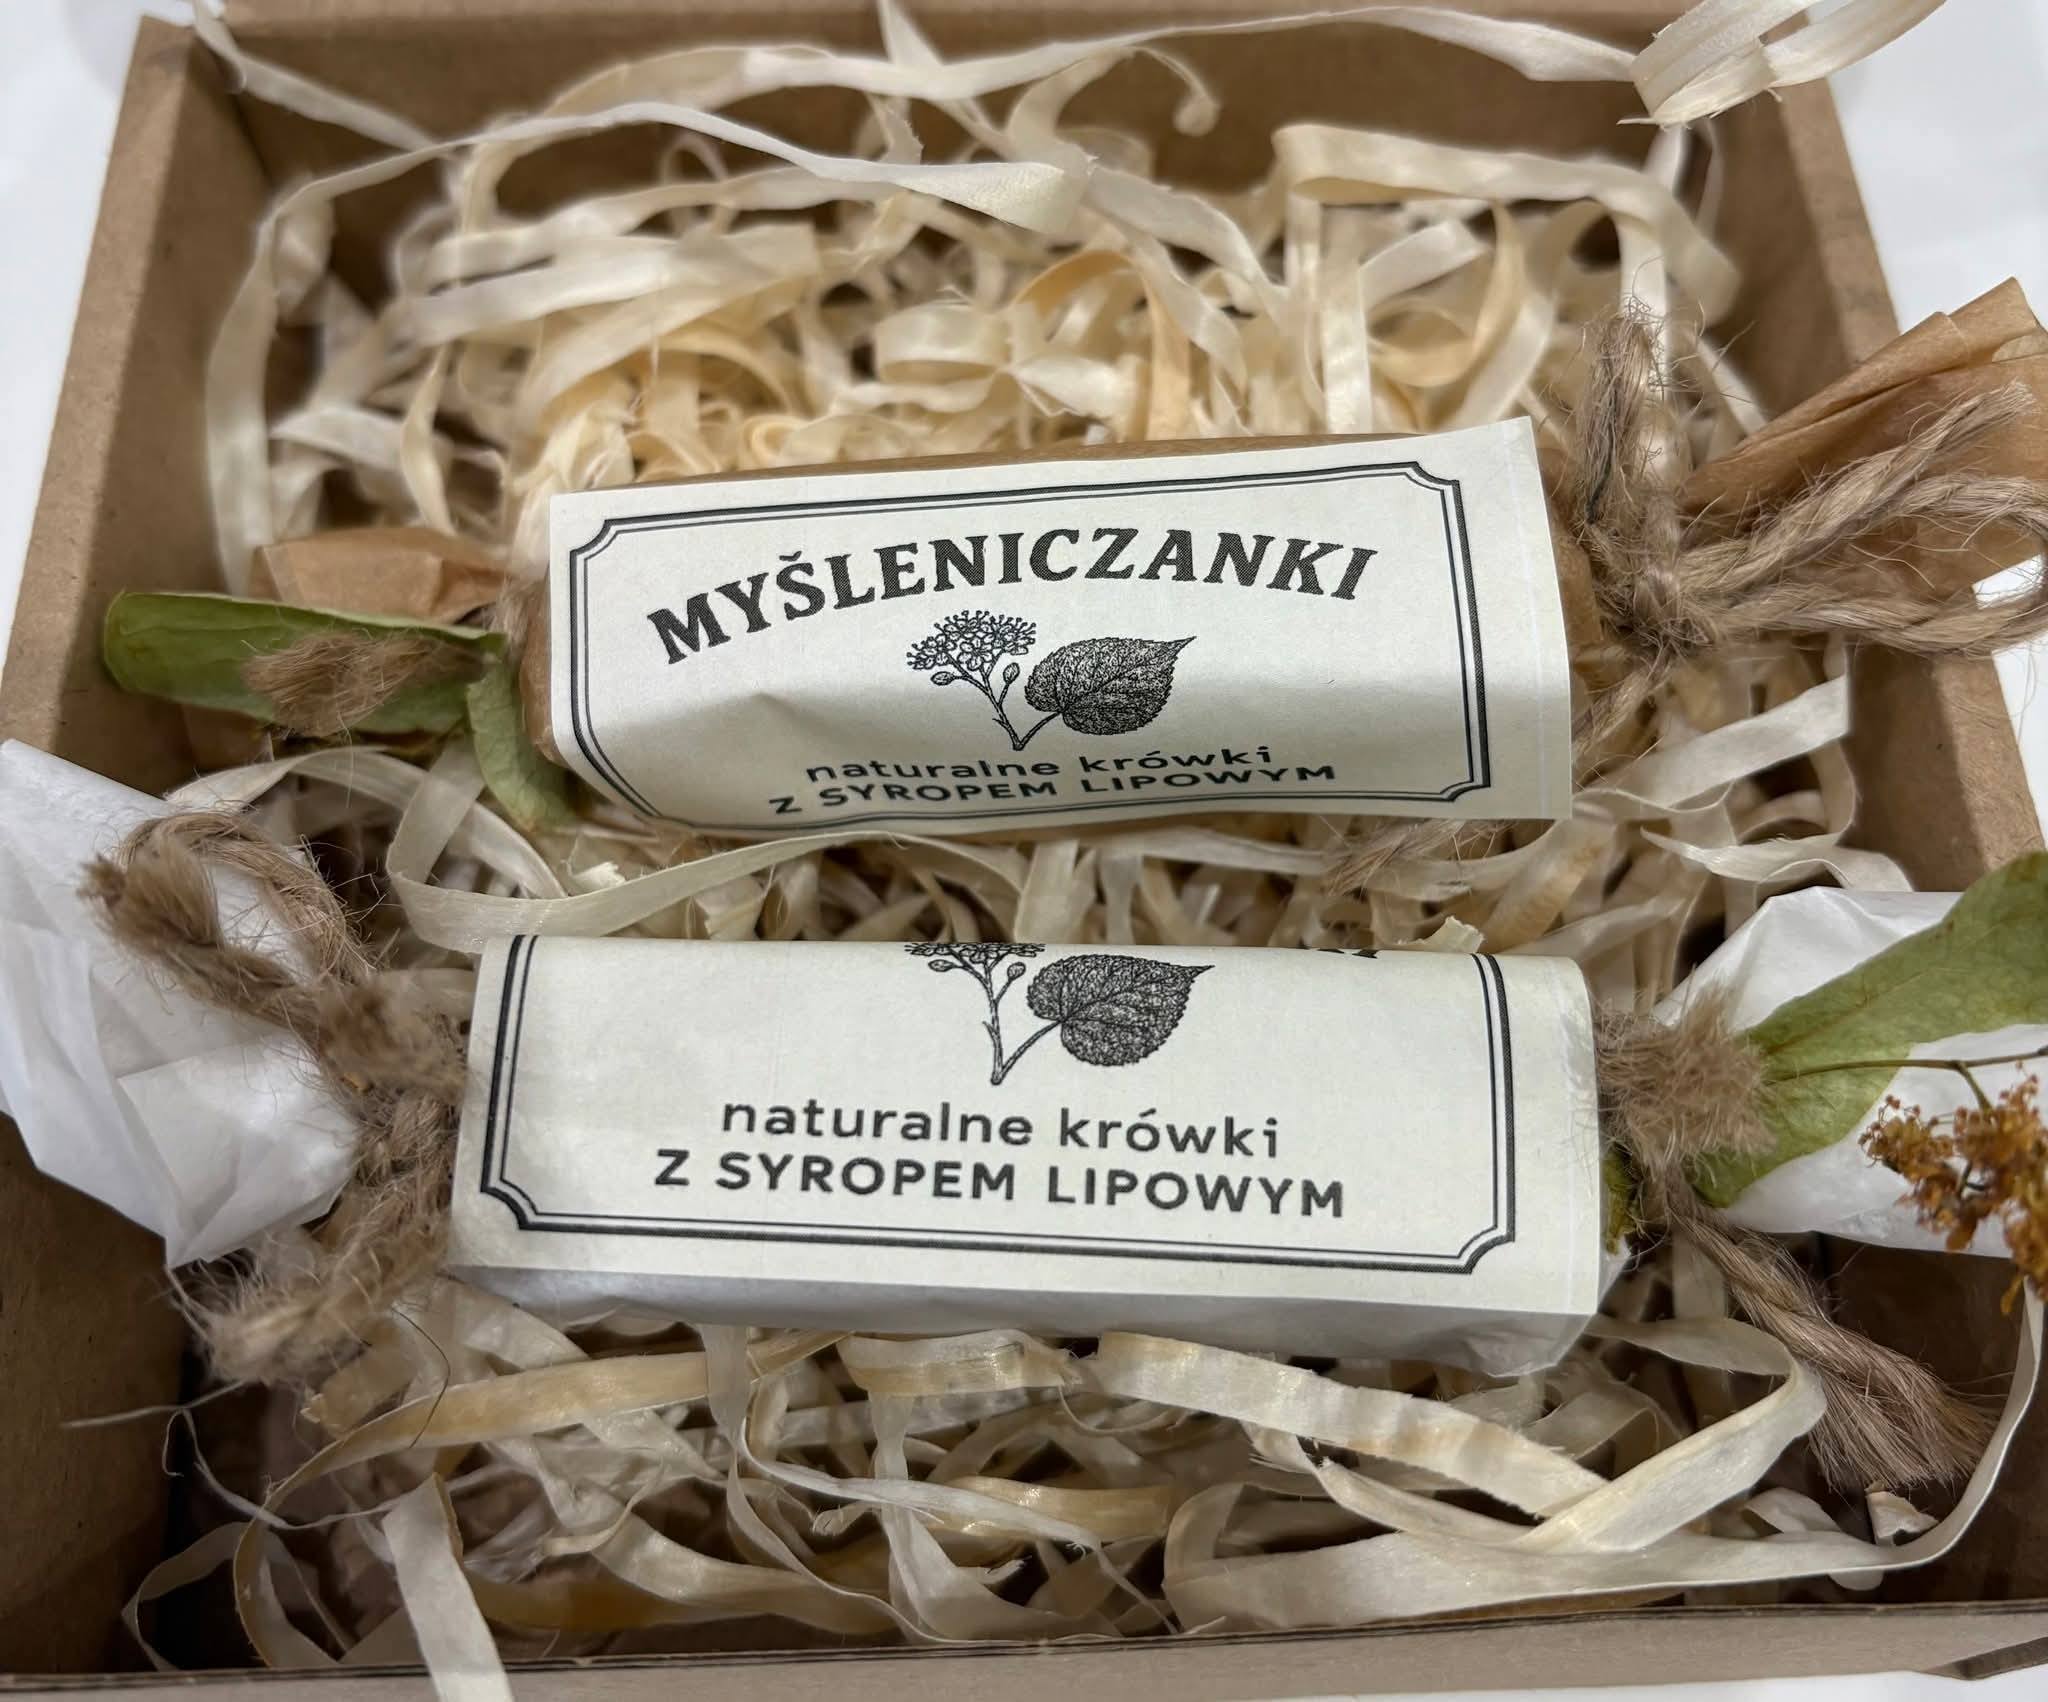 MYŠLENICZANKI
naturalne krówki
Z SYROPEM LIPOWYM
naturalne krówki
Z SYROPEM LIPOWYM